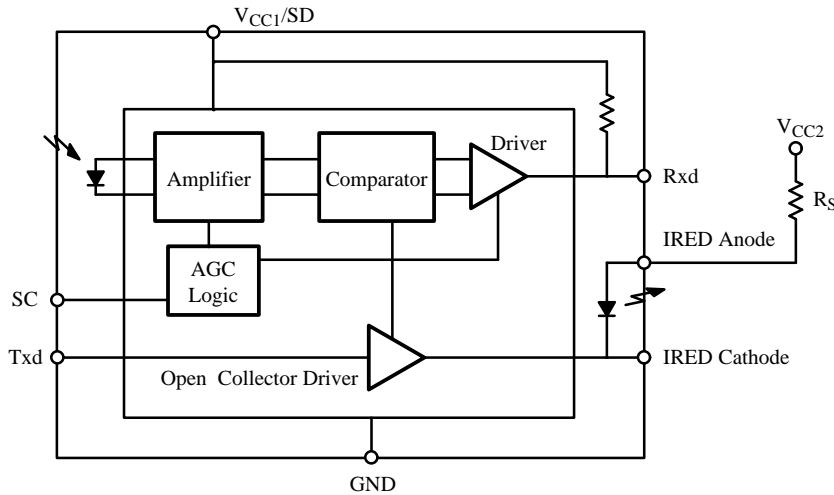 VCC1/SD
Driver
VCC2
Amplifier
Comparator
Rxd
RS
IRED Anode
AGC
Logic
SC
Txd
Open Collector Driver
IRED Cathode
GND